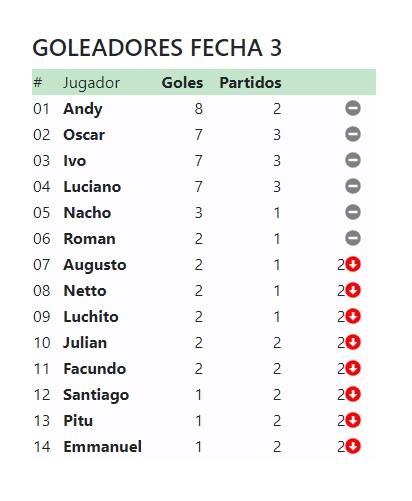 GOLEADORES FECHA 3
# Jugador Goles Partidos
01 Andy 8 2
02 Oscar 7 3
03 Ivo 7 3
04 Luciano 7 3
05 Nacho 3 1
06 Roman 2 1
07 Augusto 2 1 2
08 Netto 2 1 2
09 Luchito 2 1 2
10 Julian 2 2 2
11 Facundo 2 2 2
12 Santiago 1 2 2
13 Pitu 1 2 2
14 Emmanuel 1 2 2